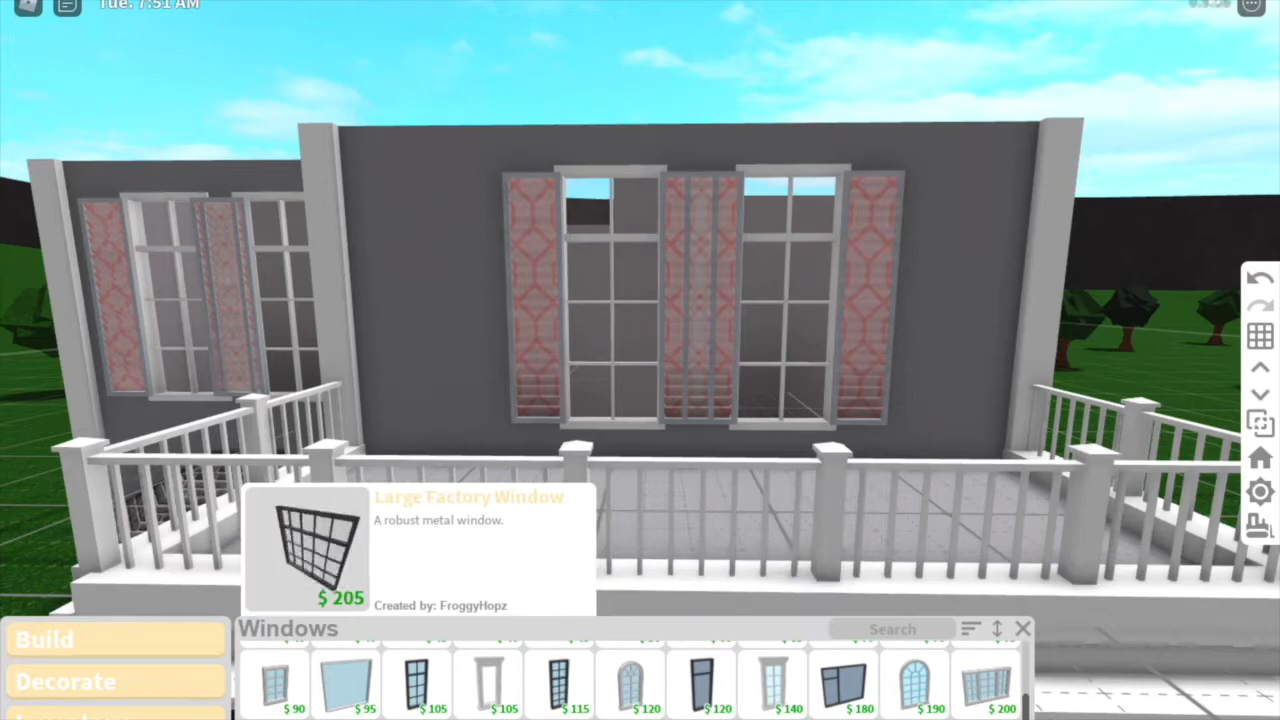 Tue. 7:51 AM
Large Factory Window
A robust metal window.
$ 205
Created by: FroggyHopz
Build
Decorate
Windows
Search
$ 90
$ 95
$ 105
$ 105
$ 115
$ 120
$ 120
$ 140
$ 180
$ 190
$ 200